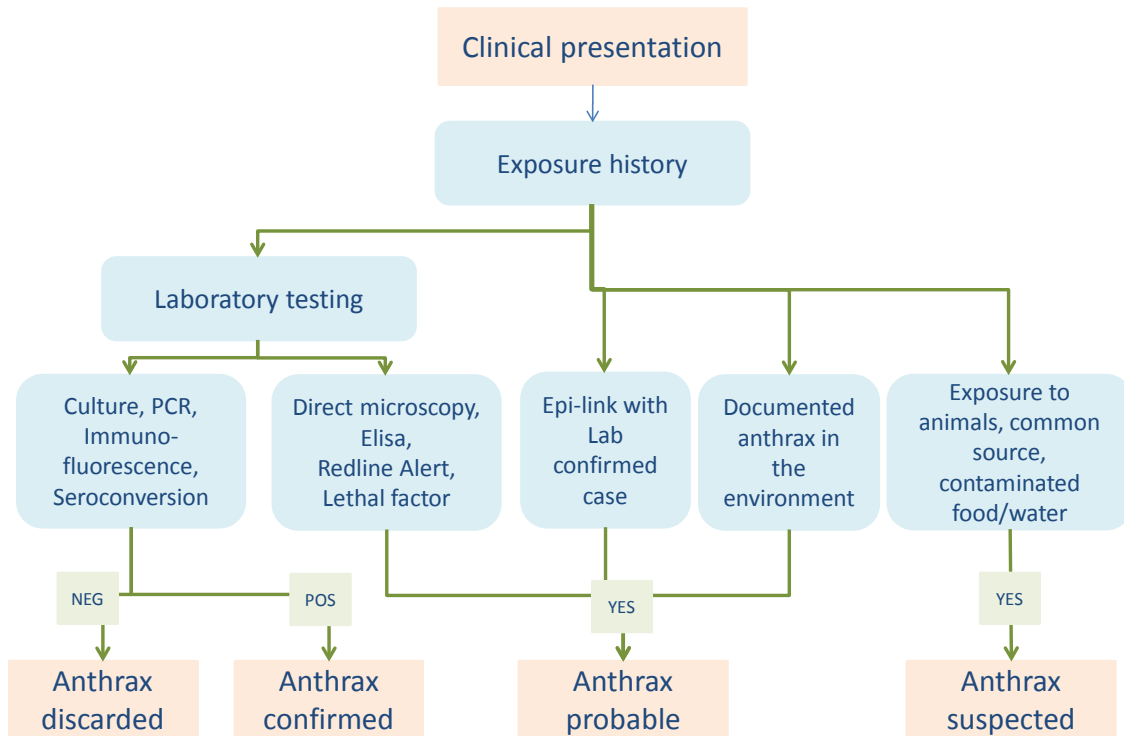 Clinical presentation
Exposure history
Laboratory testing
Culture, PCR,
Immuno-
fluorescence,
Seroconversion
Direct microscopy,
Elisa,
Redline Alert,
Lethal factor
Epi-link with
Lab
confirmed
case
Documented
anthrax in
the
environment
Exposure to
animals, common
source,
contaminated
food/water
NEG
POS
YES
YES
Anthrax
discarded
Anthrax
confirmed
Anthrax
probable
Anthrax
suspected